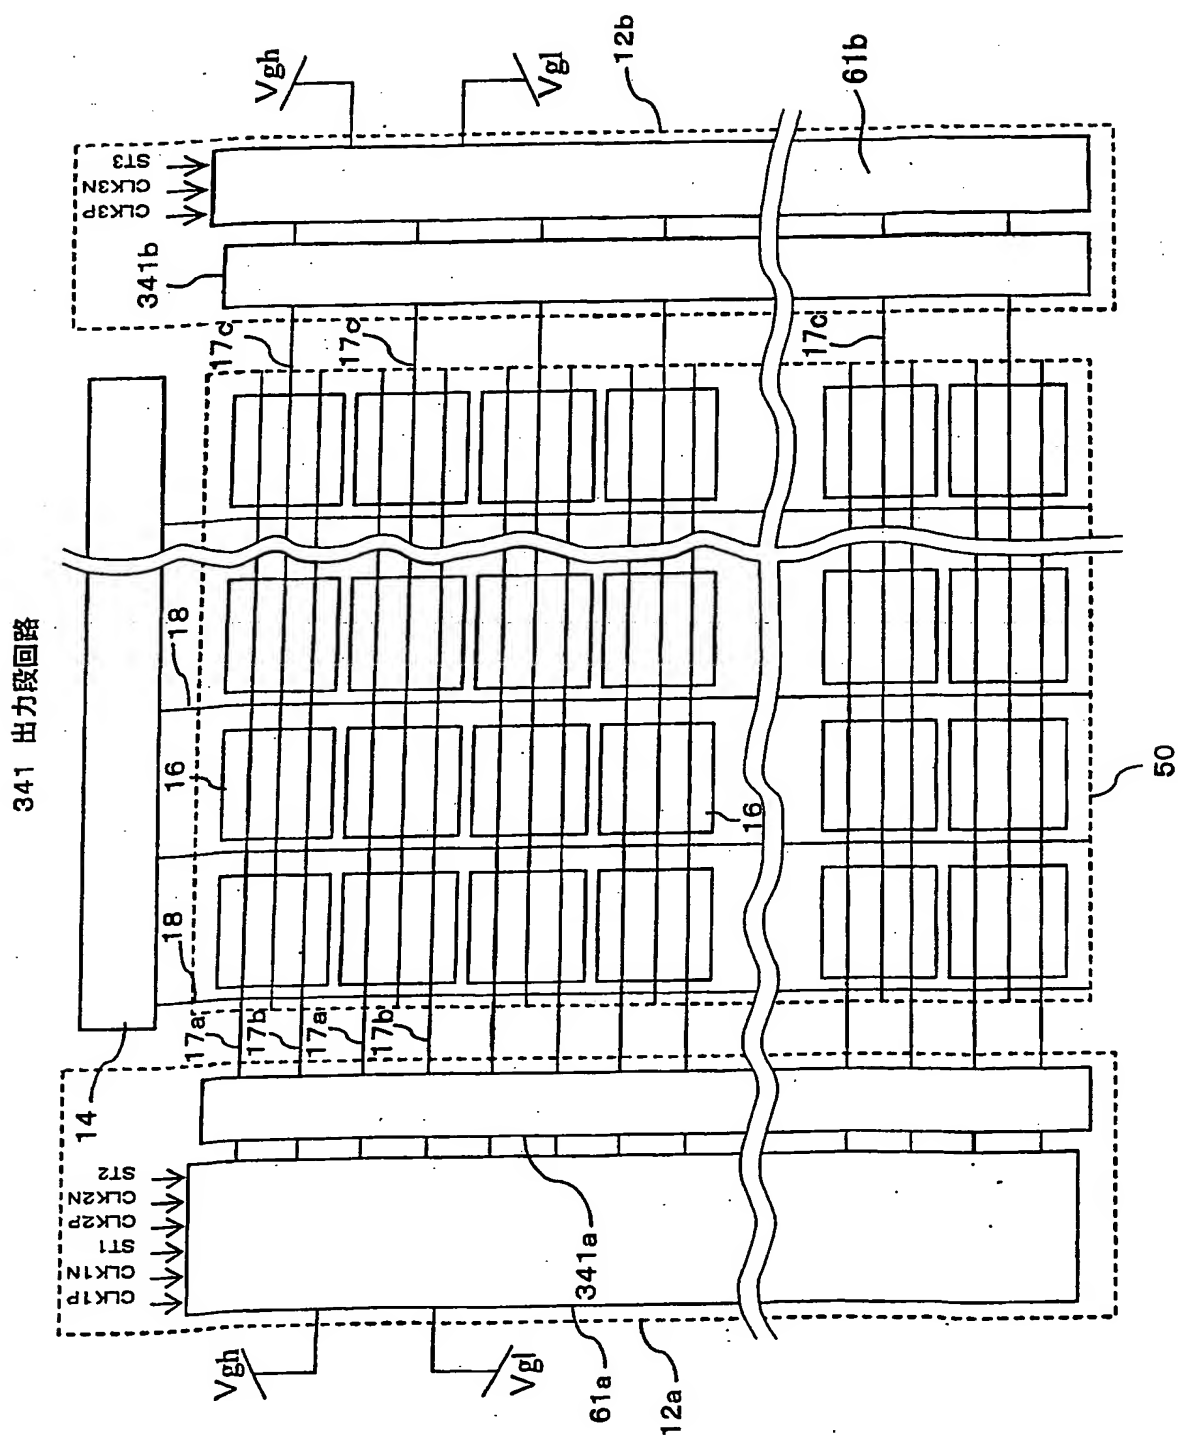 341 出力段回路
Vgh
Vgl
12b
61b
ST3
CLK3N
CLK3P
341b
17c
17c
17c
18
16
16
50
18
17a
17b
17a
17b
14
ST2
CLK2N
CLK2P
ST1
CLK1N
CLK1P
341a
Vgh
Vgl
61a
12a